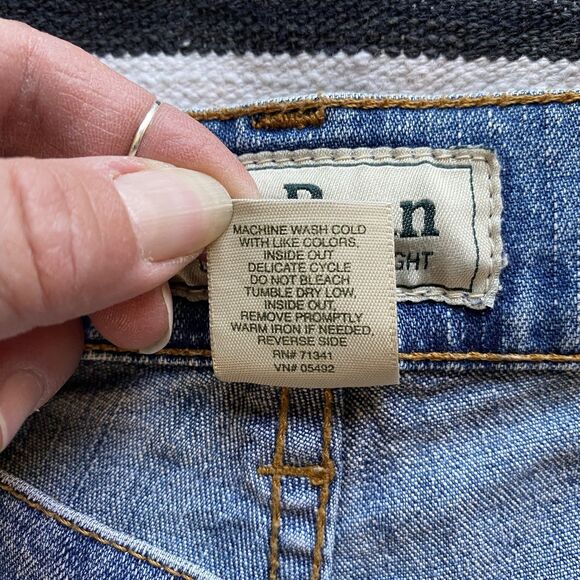 MACHINE WASH COLD
WITH LIKE COLORS,
INSIDE OUT
DELICATE CYCLE
DO NOT BLEACH
TUMBLE DRY LOW,
INSIDE OUT,
REMOVE PROMPTLY
WARM IRON IF NEEDED,
REVERSE SIDE
RN# 71341
VN# 05492